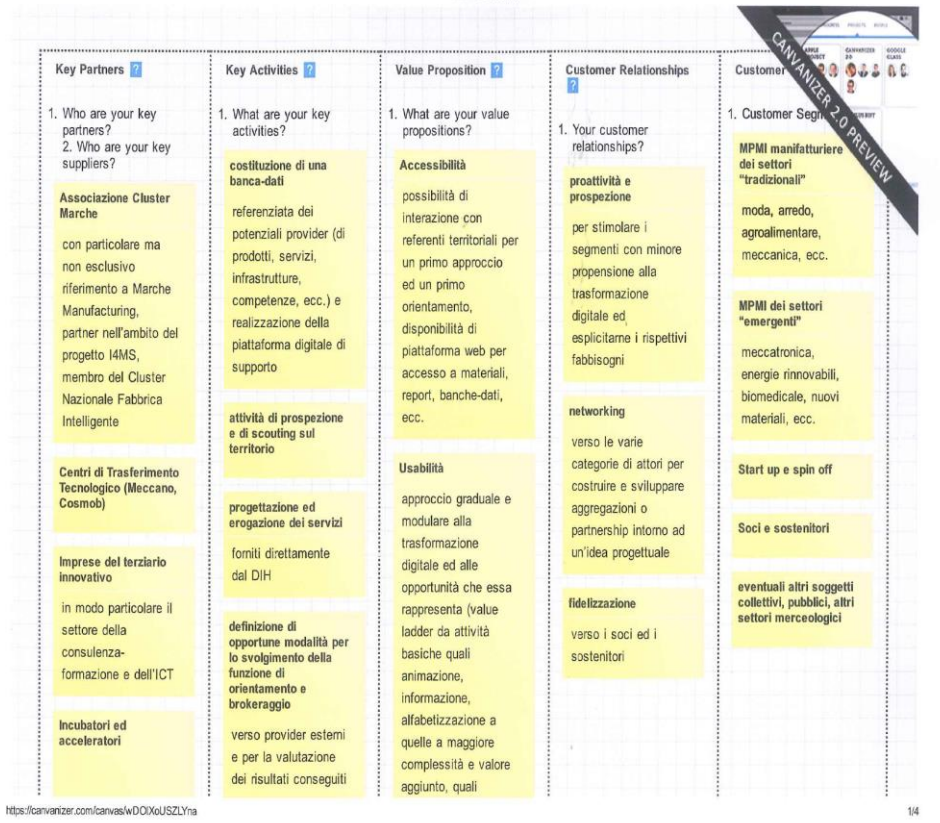 Key Partners ?
1. Who are your key
partners?
2. Who are your key
suppliers?
Associazione Cluster
Marche
con particolare ma
non esclusivo
riferimento a Marche
Manufacturing,
partner nell'ambito del
progetto I4MS,
membro del Cluster
Nazionale Fabbrica
Intelligente
Centri di Trasferimento
Tecnologico (Meccano,
Cosmob)
Imprese del terziario
innovativo
in modo particolare il
settore della
consulenza-
formazione e dell'ICT
Incubatori ed
acceleratori
Key Activities ?
1. What are your key
activities?
costituzione di una
banca-dati
referenziata dei
potenziali provider (di
prodotti, servizi,
infrastrutture,
competenze, ecc.) e
realizzazione della
piattaforma digitale di
supporto
attività di prospezione
e di scouting sul
territorio
progettazione ed
erogazione dei servizi
forniti direttamente
dal DIH
definizione di
opportune modalità per
lo svolgimento della
funzione di
orientamento e
brokeraggio
verso provider esterni
e per la valutazione
dei risultati conseguiti
Value Proposition ?
1. What are your value
propositions?
Accessibilità
possibilità di
interazione con
referenti territoriali per
un primo approccio
ed un primo
orientamento,
disponibilità di
piattaforma web per
accesso a materiali,
report, banche-dati,
ecc.
Usabilità
approccio graduale e
modulare alla
trasformazione
digitale ed alle
opportunità che essa
rappresenta (value
ladder da attività
basiche quali
animazione,
informazione,
alfabetizzazione a
quelle a maggiore
complessità e valore
aggiunto, quali
Customer Relationships
?
1. Your customer
relationships?
proattività e
prospezione
per stimolare i
segmenti con minore
propensione alla
trasformazione
digitale ed
esplicitarne i rispettivi
fabbisogni
networking
verso le varie
categorie di attori per
costruire e sviluppare
aggregazioni o
partnership intorno ad
un'idea progettuale
fidelizzazione
verso i soci ed i
sostenitori
Customer
1. Customer Segm
MPMI manifatturiere
dei settori
"tradizionali"
moda, arredo,
agroalimentare,
meccanica, ecc.
MPMI dei settori
"emergenti"
meccatronica,
energie rinnovabili,
biomedicale, nuovi
materiali, ecc.
Start up e spin off
Soci e sostenitori
eventuali altri soggetti
collettivi, pubblici, altri
settori merceologici
CANVANIZER 2.0 PREVIEW
CANVANIZER
2.0
GOOGLE
GLASS
https://canvanizer.com/canvas/wDOIXoUSZLYna
1/4